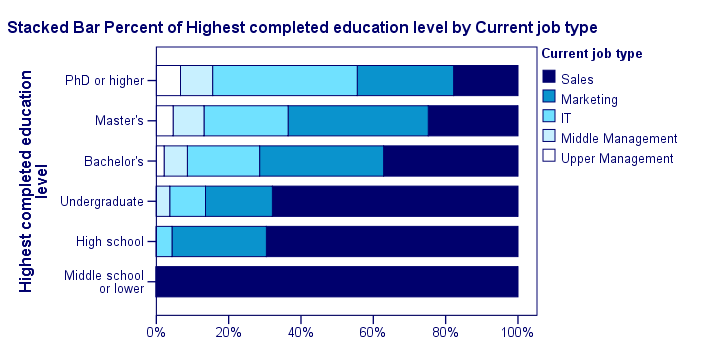 Stacked Bar Percent of Highest completed education level by Current job type
Highest completed education
level
PhD or higher
Master's
Bachelor's
Undergraduate
High school
Middle school
or lower
0%
20%
40%
60%
80%
100%
Current job type
Sales
Marketing
IT
Middle Management
Upper Management